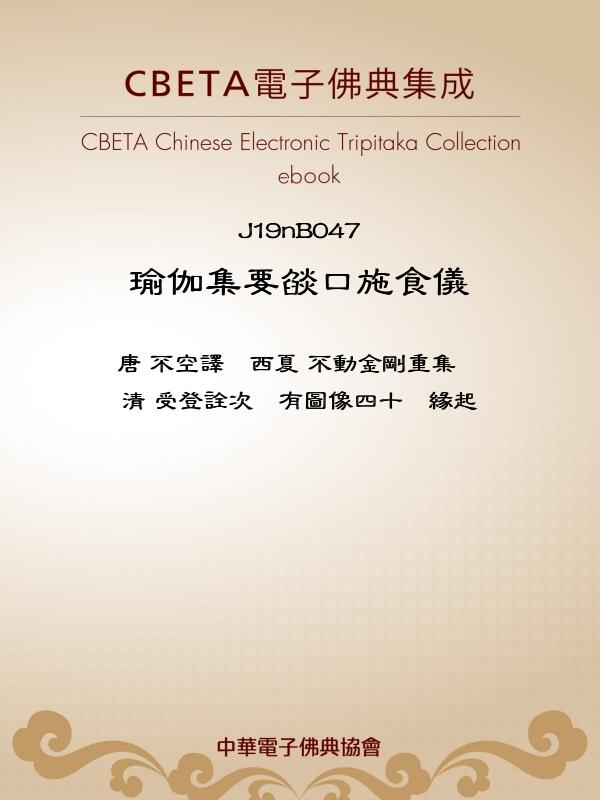 CBETA電子佛典集成
CBETA Chinese Electronic Tripitaka Collection
ebook
J19nB047
瑜伽集要燄口施食儀
唐 不空譯　西夏 不動金剛重集
清 受登詮次　有圖像四十　緣起
中華電子佛典協會